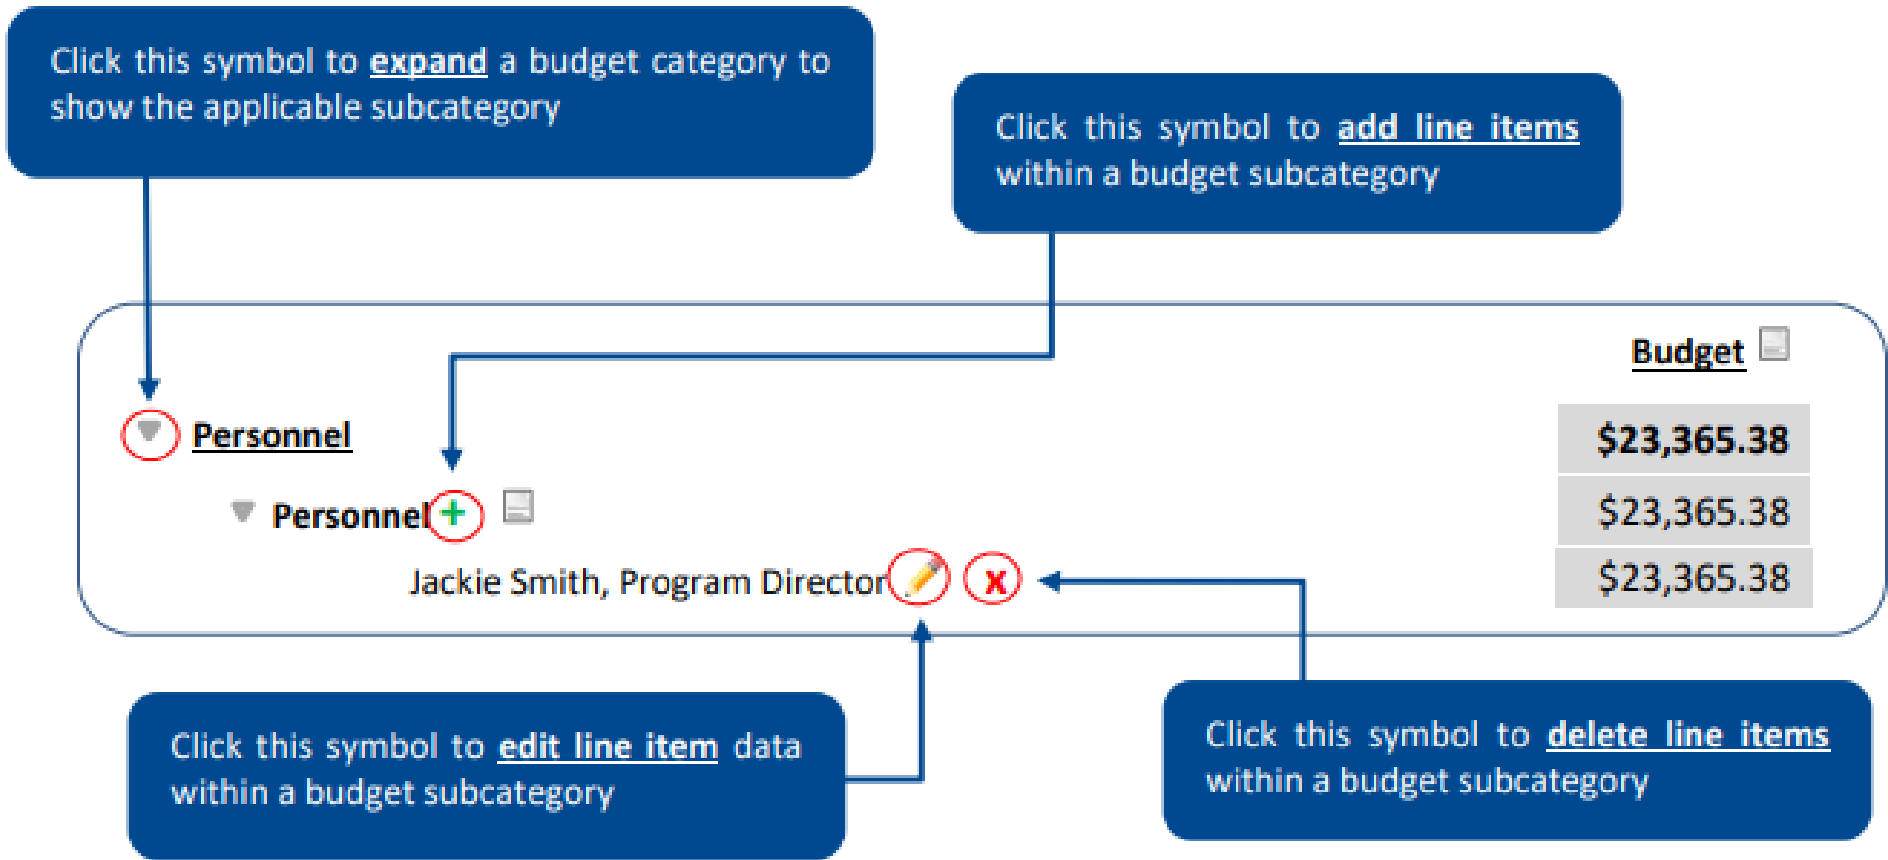 Click this symbol to expand a budget category to
show the applicable subcategory
Click this symbol to add line items
within a budget subcategory
Budget
Personnel
$23,365.38
Personnel +
$23,365.38
Jackie Smith, Program Director x
$23,365.38
Click this symbol to edit line item data
within a budget subcategory
Click this symbol to delete line items
within a budget subcategory